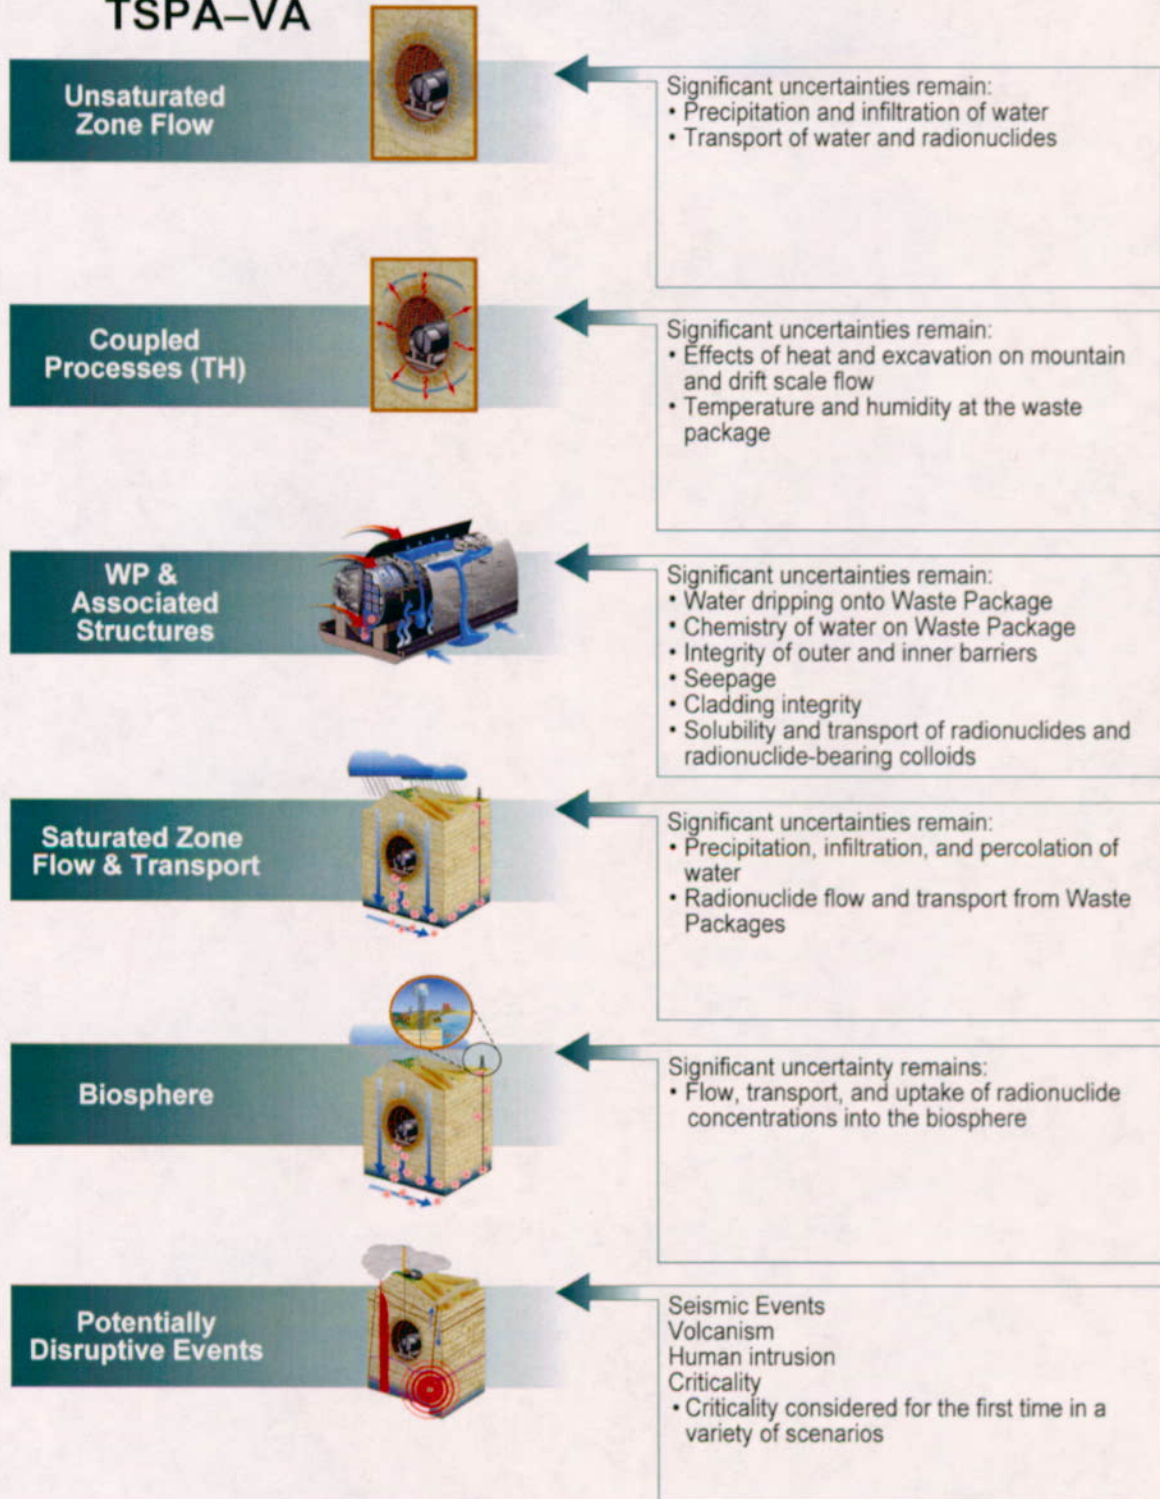 TSPA–VA
Unsaturated
Zone Flow
Significant uncertainties remain:
• Precipitation and infiltration of water
• Transport of water and radionuclides
Coupled
Processes (TH)
Significant uncertainties remain:
• Effects of heat and excavation on mountain
and drift scale flow
• Temperature and humidity at the waste
package
WP &
Associated
Structures
Significant uncertainties remain:
• Water dripping onto Waste Package
• Chemistry of water on Waste Package
• Integrity of outer and inner barriers
• Seepage
• Cladding integrity
• Solubility and transport of radionuclides and
radionuclide-bearing colloids
Saturated Zone
Flow & Transport
Significant uncertainties remain:
• Precipitation, infiltration, and percolation of
water
• Radionuclide flow and transport from Waste
Packages
Biosphere
Significant uncertainty remains:
• Flow, transport, and uptake of radionuclide
concentrations into the biosphere
Potentially
Disruptive Events
Seismic Events
Volcanism
Human intrusion
Criticality
• Criticality considered for the first time in a
variety of scenarios